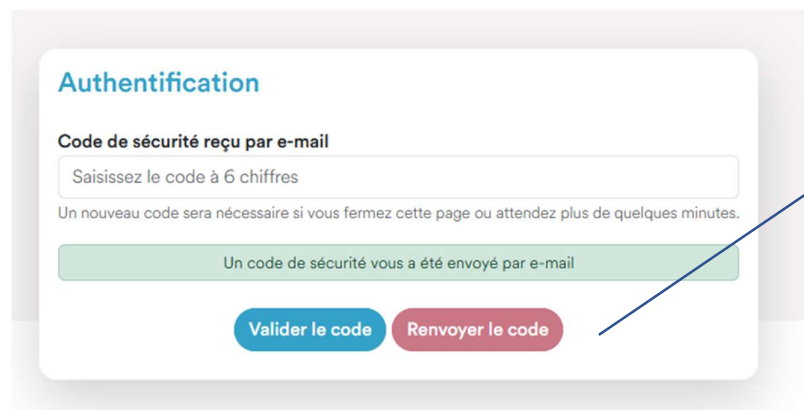 Authentification
Code de sécurité reçu par e-mail
Saisissez le code à 6 chiffres
Un nouveau code sera nécessaire si vous fermez cette page ou attendez plus de quelques minutes.
Un code de sécurité vous a été envoyé par e-mail
Valider le code Renvoyer le code